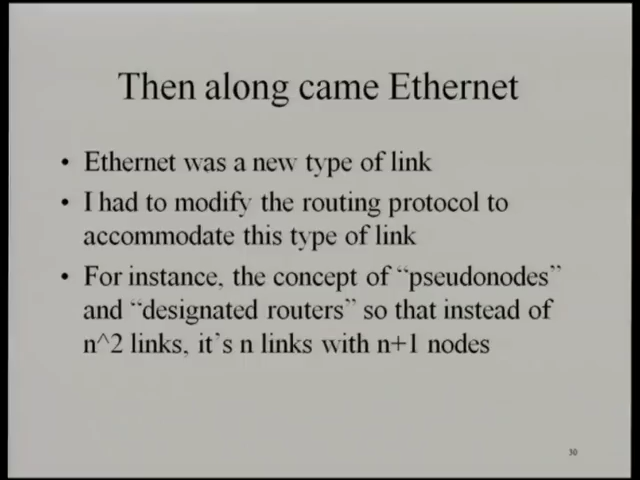 Then along came Ethernet
• Ethernet was a new type of link
• I had to modify the routing protocol to
accommodate this type of link
• For instance, the concept of “pseudonodes”
and “designated routers” so that instead of
n^2 links, it’s n links with n+1 nodes
30